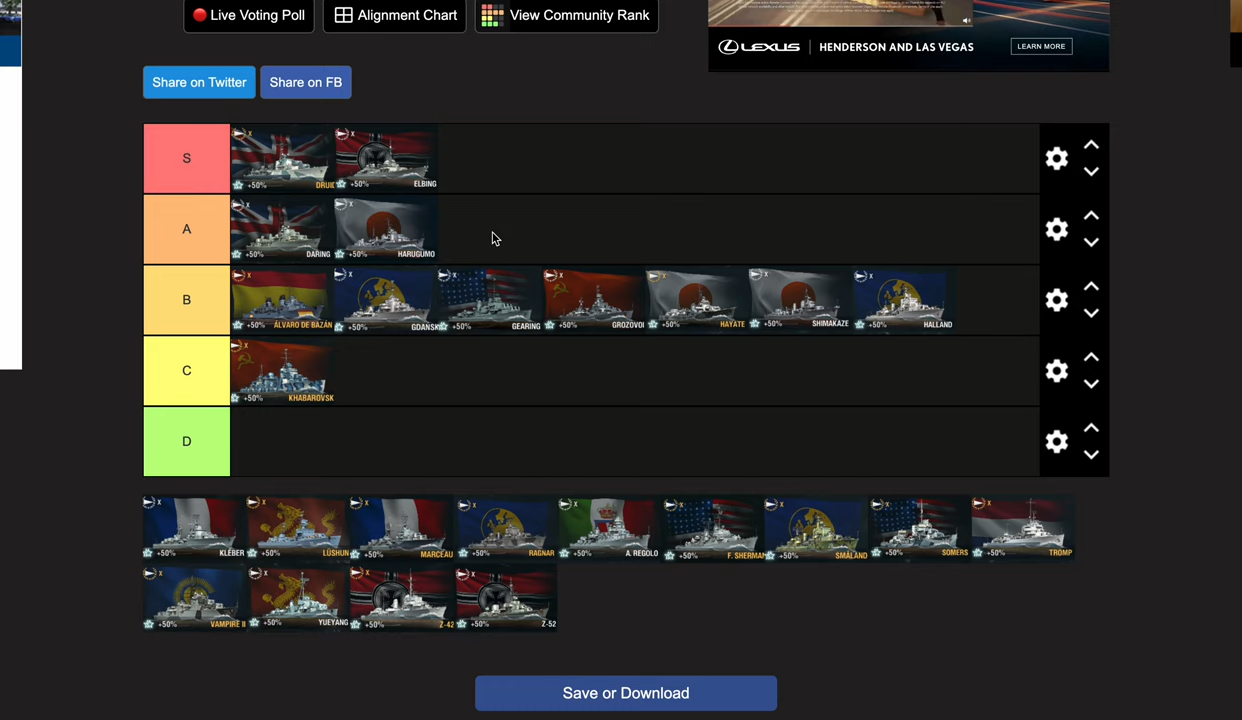 Live Voting Poll
Alignment Chart
View Community Rank
LEXUS
HENDERSON AND LAS VEGAS
LEARN MORE
Share on Twitter
Share on FB
S
X
X
+50%
DRUID
+50%
ELBING
A
X
X
+50%
DARING
+50%
HARUGUMO
B
X
X
X
X
X
X
X
+50%
ÁLVARO DE BAZÁN
+50%
GDAŃSK
+50%
GEARING
+50%
GROZOVOI
+50%
HAYATE
+50%
SHIMAKAZE
+50%
HALLAND
C
X
+50%
KHABAROVSK
D
X
X
X
X
X
X
X
X
X
+50%
KLÉBER
+50%
LÜSHUN
+50%
MARCEAU
+50%
RAGNAR
+50%
A. REGOLO
+50%
F. SHERMAN
+50%
SMÅLAND
+50%
SOMERS
+50%
TROMP
X
X
X
X
+50%
VAMPIRE II
+50%
YUEYANG
+50%
Z-42
+50%
Z-52
Save or Download